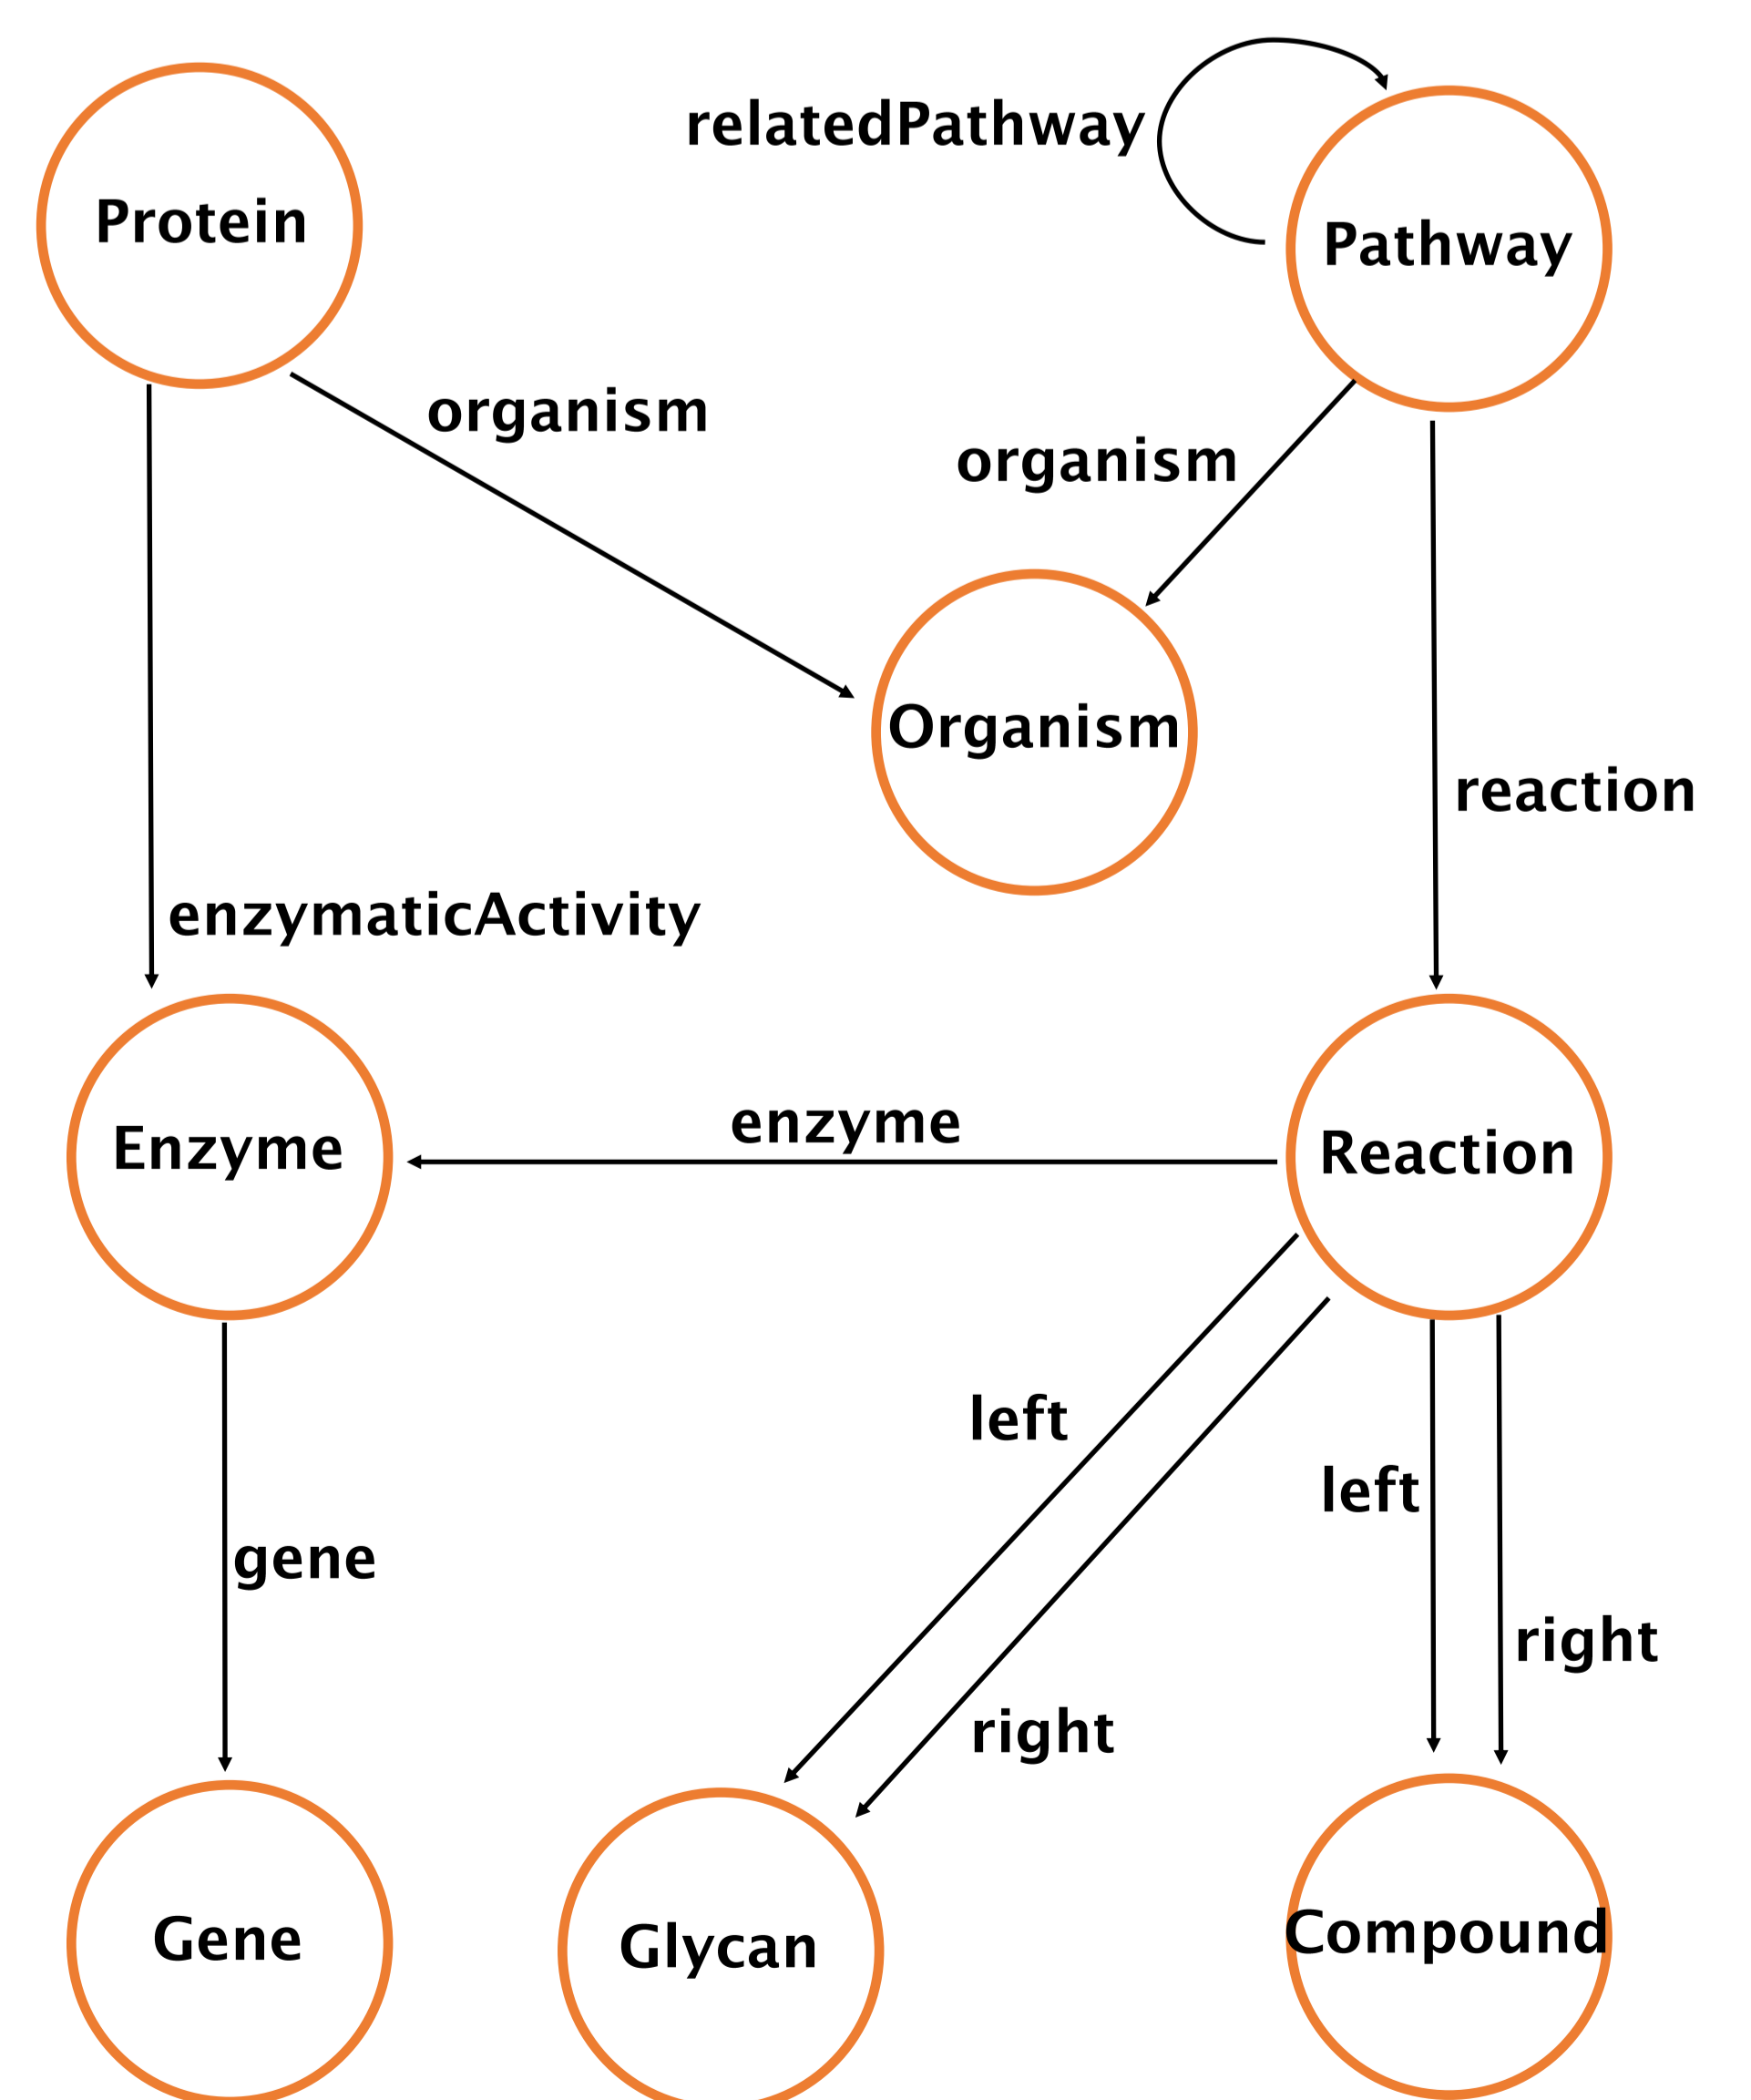 relatedPathway
Protein
Pathway
organism
organism
Organism
reaction
enzymaticActivity
enzyme
Enzyme
Reaction
left
left
gene
right
right
Gene
Glycan
Compound